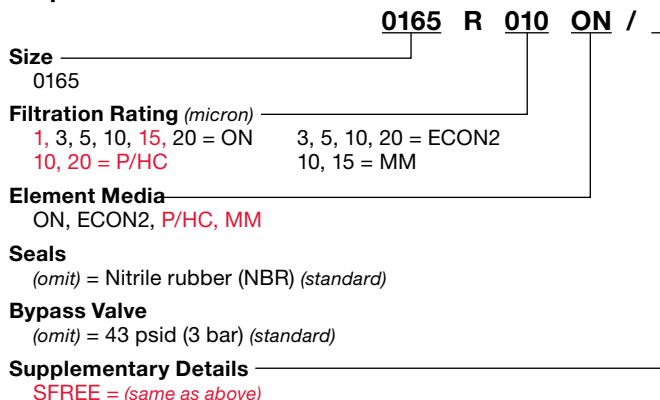 0165 R 010 ON /
Size
0165
Filtration Rating (micron)
1, 3, 5, 10, 15, 20 = ON 3, 5, 10, 20 = ECON2
10, 20 = P/HC 10, 15 = MM
Element Media
ON, ECON2, P/HC, MM
Seals
(omit) = Nitrile rubber (NBR) (standard)
Bypass Valve
(omit) = 43 psid (3 bar) (standard)
Supplementary Details
SFREE = (same as above)